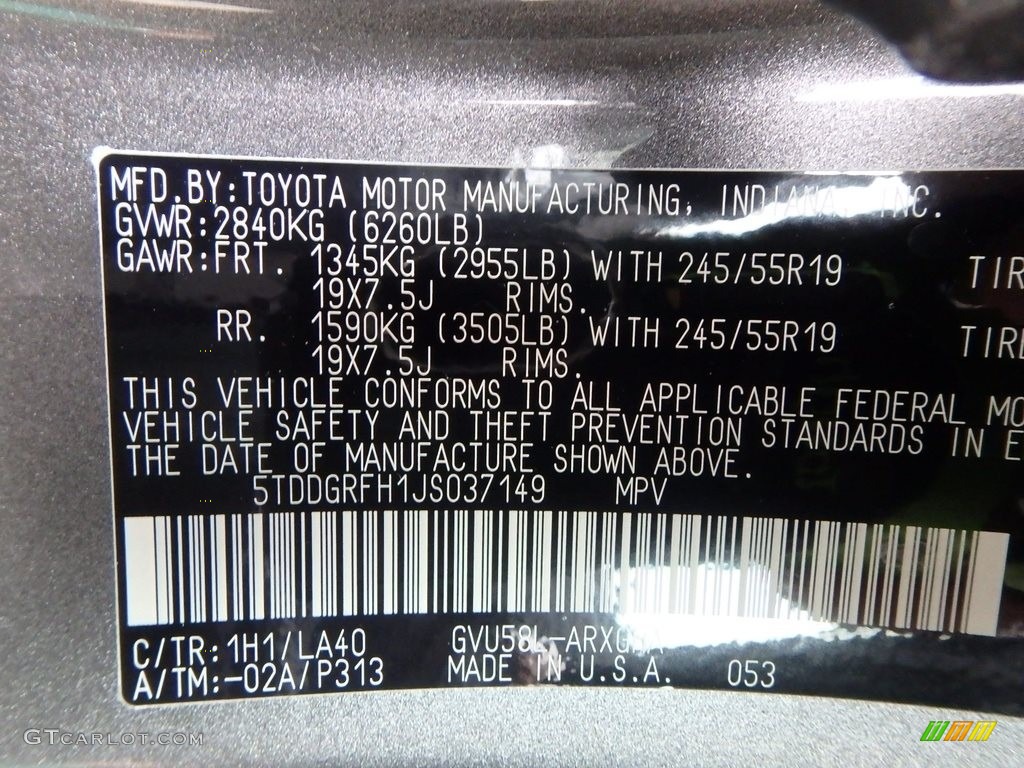 MFD.BY:TOYOTA MOTOR MANUFACTURING, INDIANA, INC.
GVWR:2840KG (6260LB)
GAWR:FRT. 1345KG (2955LB) WITH 245/55R19 TIR
19X7.5J RIMS.
RR. 1590KG (3505LB) WITH 245/55R19 TIRE
19X7.5J RIMS.
THIS VEHICLE CONFORMS TO ALL APPLICABLE FEDERAL MO
VEHICLE SAFETY AND THEFT PREVENTION STANDARDS IN E
THE DATE OF MANUFACTURE SHOWN ABOVE.
5TDDGRFH1JS037149 MPV
C/TR:1H1/LA40 
A/TM:-02A/P313 MADE IN U.S.A. 053
GTCARLOT.COM